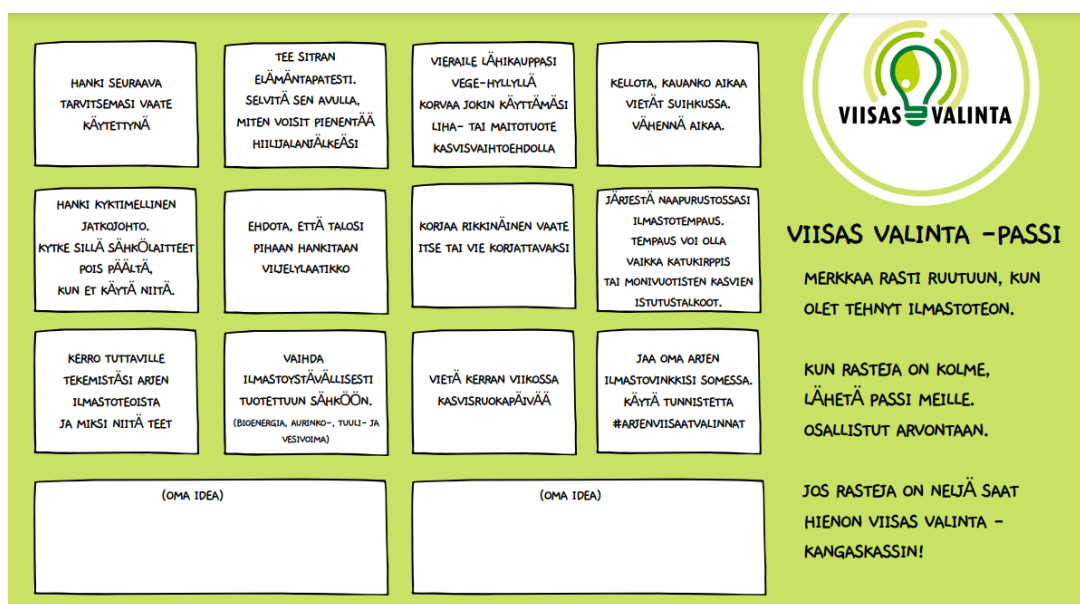 HANKI SEURAAVA
TARVITSEMASI VAATE
KÄYTETTYNÄ
TEE SITRAN
ELÄMÄNTAPATESTI.
SELVITÄ SEN AVULLA,
MITEN VOISIT PIENENTÄÄ
HIILIJALANJÄLKEÄSI
VIERAILE LÄHIKAUPPASI
VEGE-HYLLYLLÄ
KORVAA JOKIN KÄYTTÄMÄSI
LIHA- TAI MAITOTUOTE
KASVISVAIHTOEHDOLLA
KELLOTA, KAUANKO AIKAA
VIETÄT SUIHKUSSA.
VÄHENNÄ AIKAA.
HANKI KYKTIMELLINEN
JATKOJOHTO.
KYTKE SILLÄ SÄHKÖLAITTEET
POIS PÄÄLTÄ,
KUN ET KÄYTÄ NIITÄ.
EHDOTA, ETTÄ TALOSI
PIHAAN HANKITAAN
VILJELYLAATIKKO
KORJAA RIKKINÄINEN VAATE
ITSE TAI VIE KORJATTAVAKSI
JÄRJESTÄ NAAPURUSTOSSASI
ILMASTOTEMPAUS.
TEMPAUS VOI OLLA
VAIKKA KATUKIRPPIS
TAI MONIVUOTISTEN KASVIEN
ISTUTUSTALKOOT.
KERRO TUTTAVILLE
TEKEMISTÄSI ARJEN
ILMASTOTEOISTA
JA MIKSI NIITÄ TEET
VAIHDA
ILMASTOYSTÄVÄLLISESTI
TUOTETTUUN SÄHKÖÖN.
(BIOENERGIA, AURINKO-, TUULI- JA
VESIVOIMA)
VIETÄ KERRAN VIIKOSSA
KASVISRUOKAPÄIVÄÄ
JAA OMA ARJEN
ILMASTOVINKKISI SOMESSA.
KÄYTÄ TUNNISTETTA
#ARJENVIISAATVALINNAT
(OMA IDEA)
(OMA IDEA)
VIISAS VALINTA
VIISAS VALINTA -PASSI
MERKKAA RASTI RUUTUUN, KUN
OLET TEHNYT ILMASTOTEON.
KUN RASTEJA ON KOLME,
LÄHETÄ PASSI MEILLE.
OSALLISTUT ARVONTAAN.
JOS RASTEJA ON NELJÄ SAAT
HIENON VIISAS VALINTA -
KANGASKASSIN!